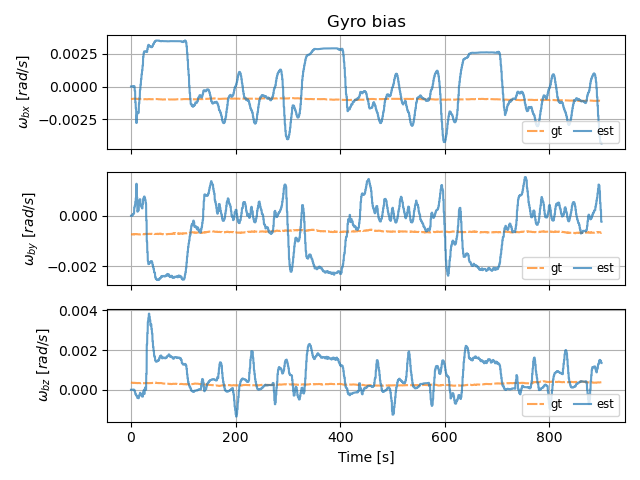 Gyro bias
ω_bx [rad/s]
0.0025
0.0000
−0.0025
gt est
ω_by [rad/s]
0.000
−0.002
gt est
ω_bz [rad/s]
0.004
0.002
0.000
gt est
0 200 400 600 800
Time [s]